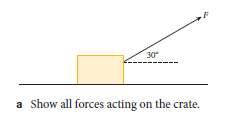 F
30°
a Show all forces acting on the crate.